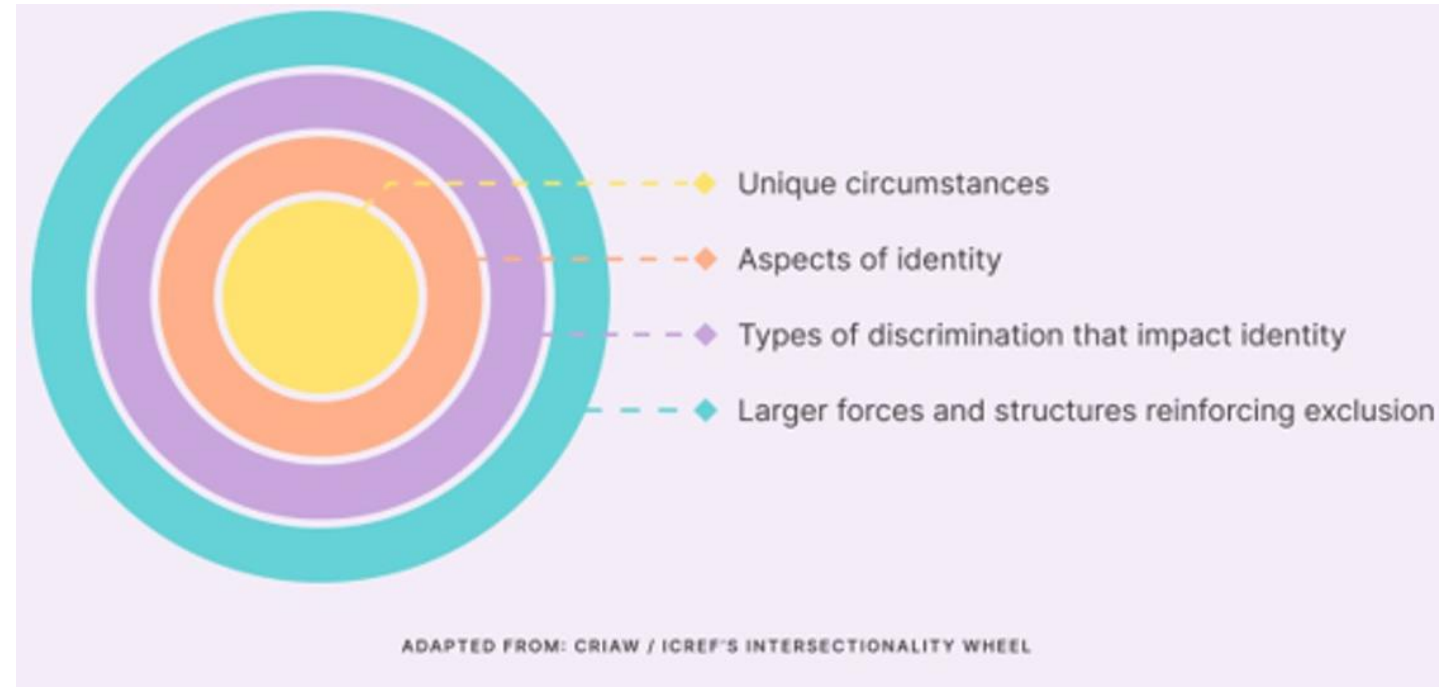 Unique circumstances
Aspects of identity
Types of discrimination that impact identity
Larger forces and structures reinforcing exclusion
ADAPTED FROM: CRIAW / ICREF'S INTERSECTIONALITY WHEEL